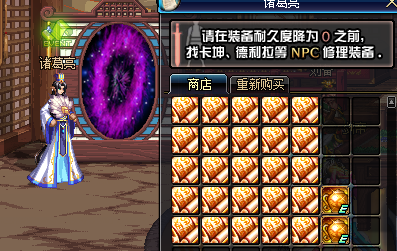 诸葛亮
EVENT
诸葛亮
请在装备耐久度降为 0 之前,
找卡坤、德利拉等 NPC 修理装备.
商店
重新购买
E
E